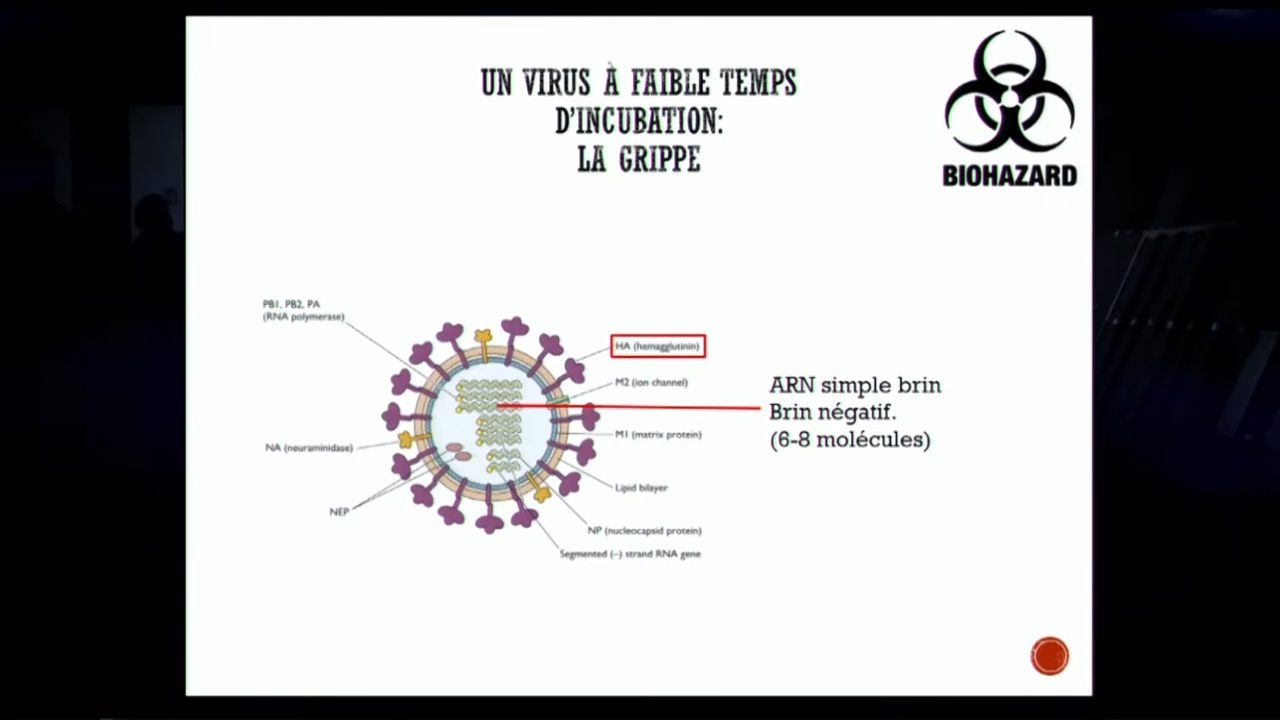 UN VIRUS À FAIBLE TEMPS
D'INCUBATION:
LA GRIPPE
BIOHAZARD
PB1, PB2, PA
(RNA polymerase)
HA (hemagglutinin)
M2 (ion channel)
ARN simple brin
Brin négatif.
(6-8 molécules)
M1 (matrix protein)
NA (neuraminidase)
Lipid bilayer
NEP
NP (nucleocapsid protein)
Segmented (–) strand RNA gene